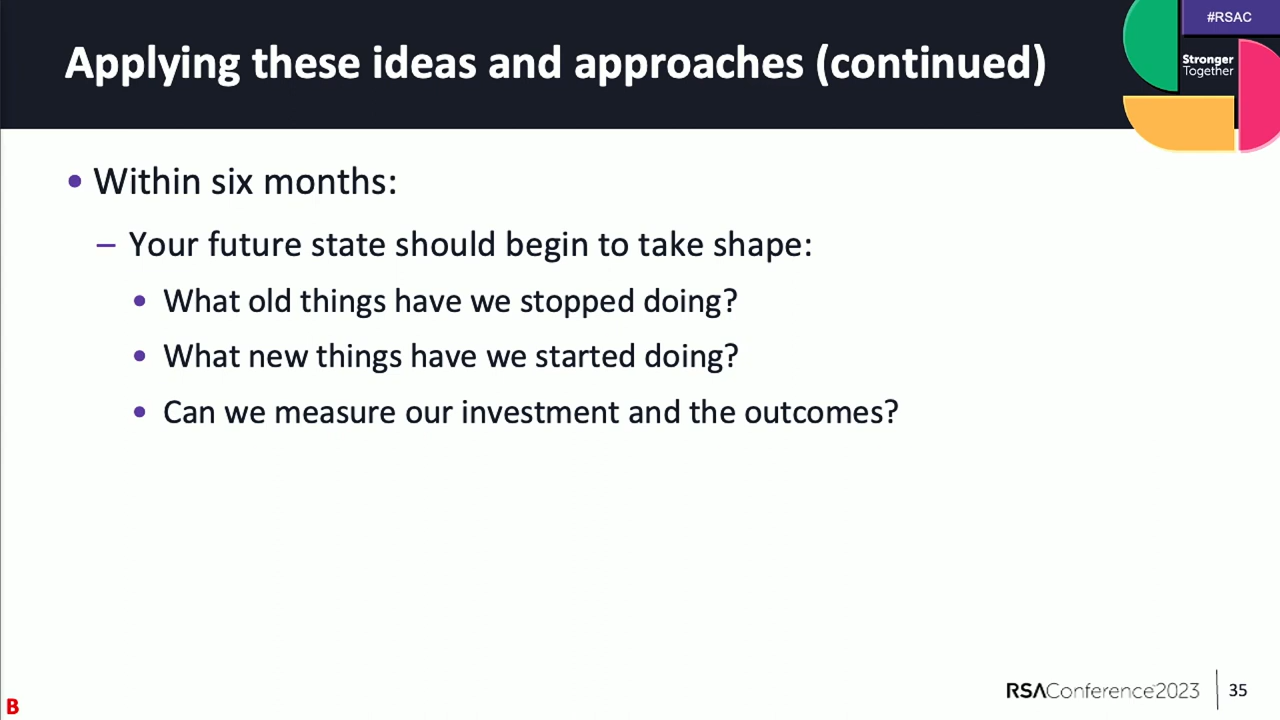 #RSAC
Applying these ideas and approaches (continued)
Stronger
Together
• Within six months:
– Your future state should begin to take shape:
• What old things have we stopped doing?
• What new things have we started doing?
• Can we measure our investment and the outcomes?
RSAConference2023
35
B